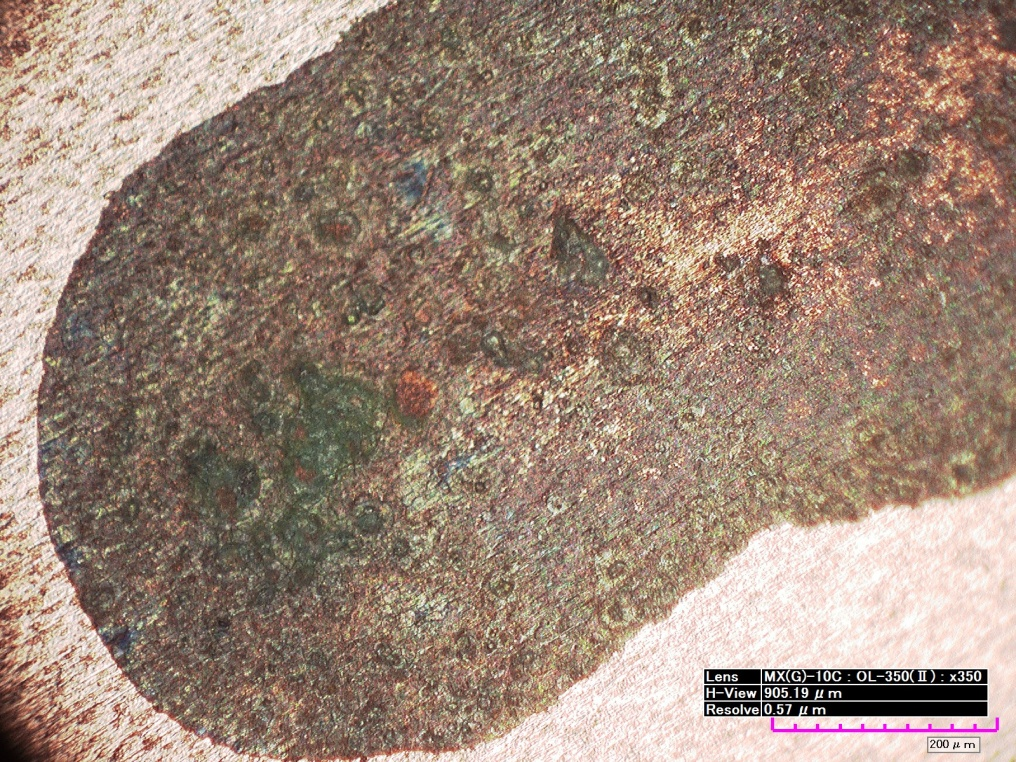 Lens MX(G)-10C : OL-350(Ⅱ) : x350
H-View 905.19 μm
Resolve 0.57 μm
200 μm